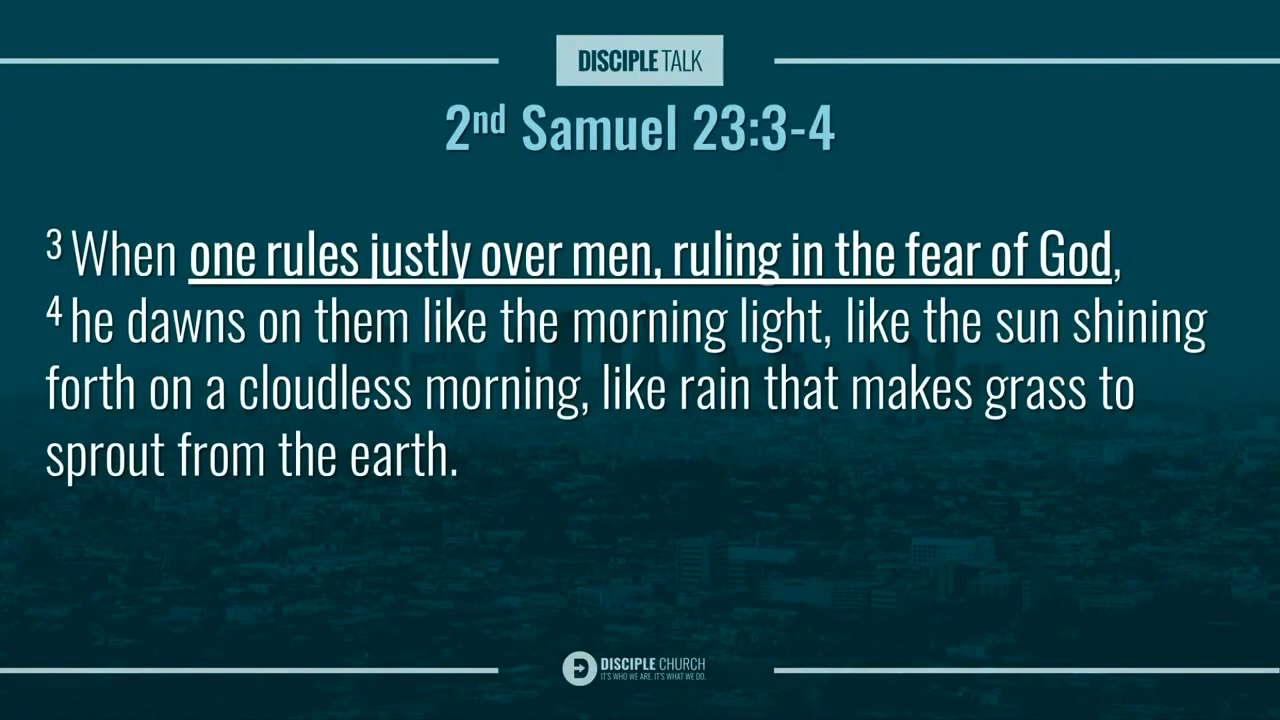 DISCIPLE TALK
2nd Samuel 23:3-4
3 When one rules justly over men, ruling in the fear of God,
4 he dawns on them like the morning light, like the sun shining
forth on a cloudless morning, like rain that makes grass to
sprout from the earth.
DISCIPLE CHURCH
IT'S WHO WE ARE. IT'S WHAT WE DO.